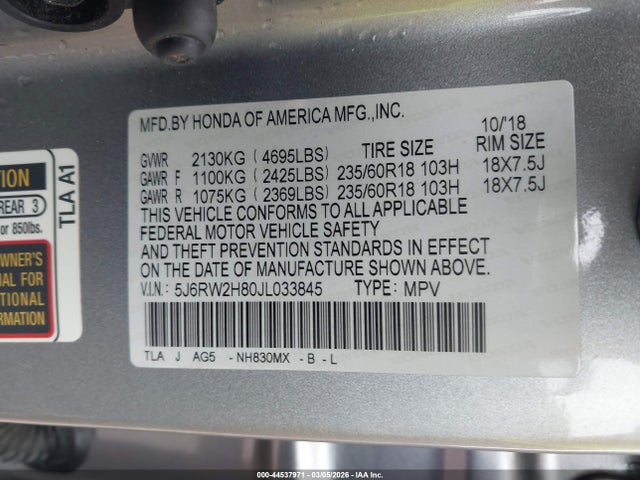 MFD.BY HONDA OF AMERICA MFG.,INC.
10/'18
GVWR 2130KG (4695LBS) TIRE SIZE RIM SIZE
GAWR F 1100KG (2425LBS) 235/60R18 103H 18X7.5J
GAWR R 1075KG (2369LBS) 235/60R18 103H 18X7.5J
THIS VEHICLE CONFORMS TO ALL APPLICABLE
FEDERAL MOTOR VEHICLE SAFETY
AND THEFT PREVENTION STANDARDS IN EFFECT
ON THE DATE OF MANUFACTURE SHOWN ABOVE.
V.I.N.: 5J6RW2H80JL033845 TYPE: MPV
TLA J AG5 -NH830MX -B -L
TION
REAR 3
or 850lbs.
TLA A1
WNER'S
UAL FOR
TIONAL
RMATION
000-44537971 - 03/05/2026 - IAA Inc.